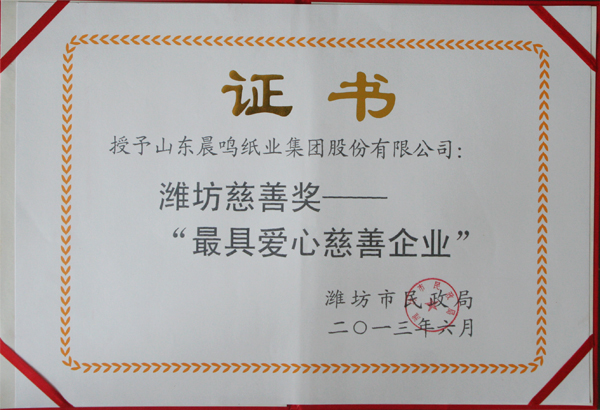 证书
授予山东晨鸣纸业集团股份有限公司：
潍坊慈善奖——
“最具爱心慈善企业”
潍坊市民政局
二〇一三年六月